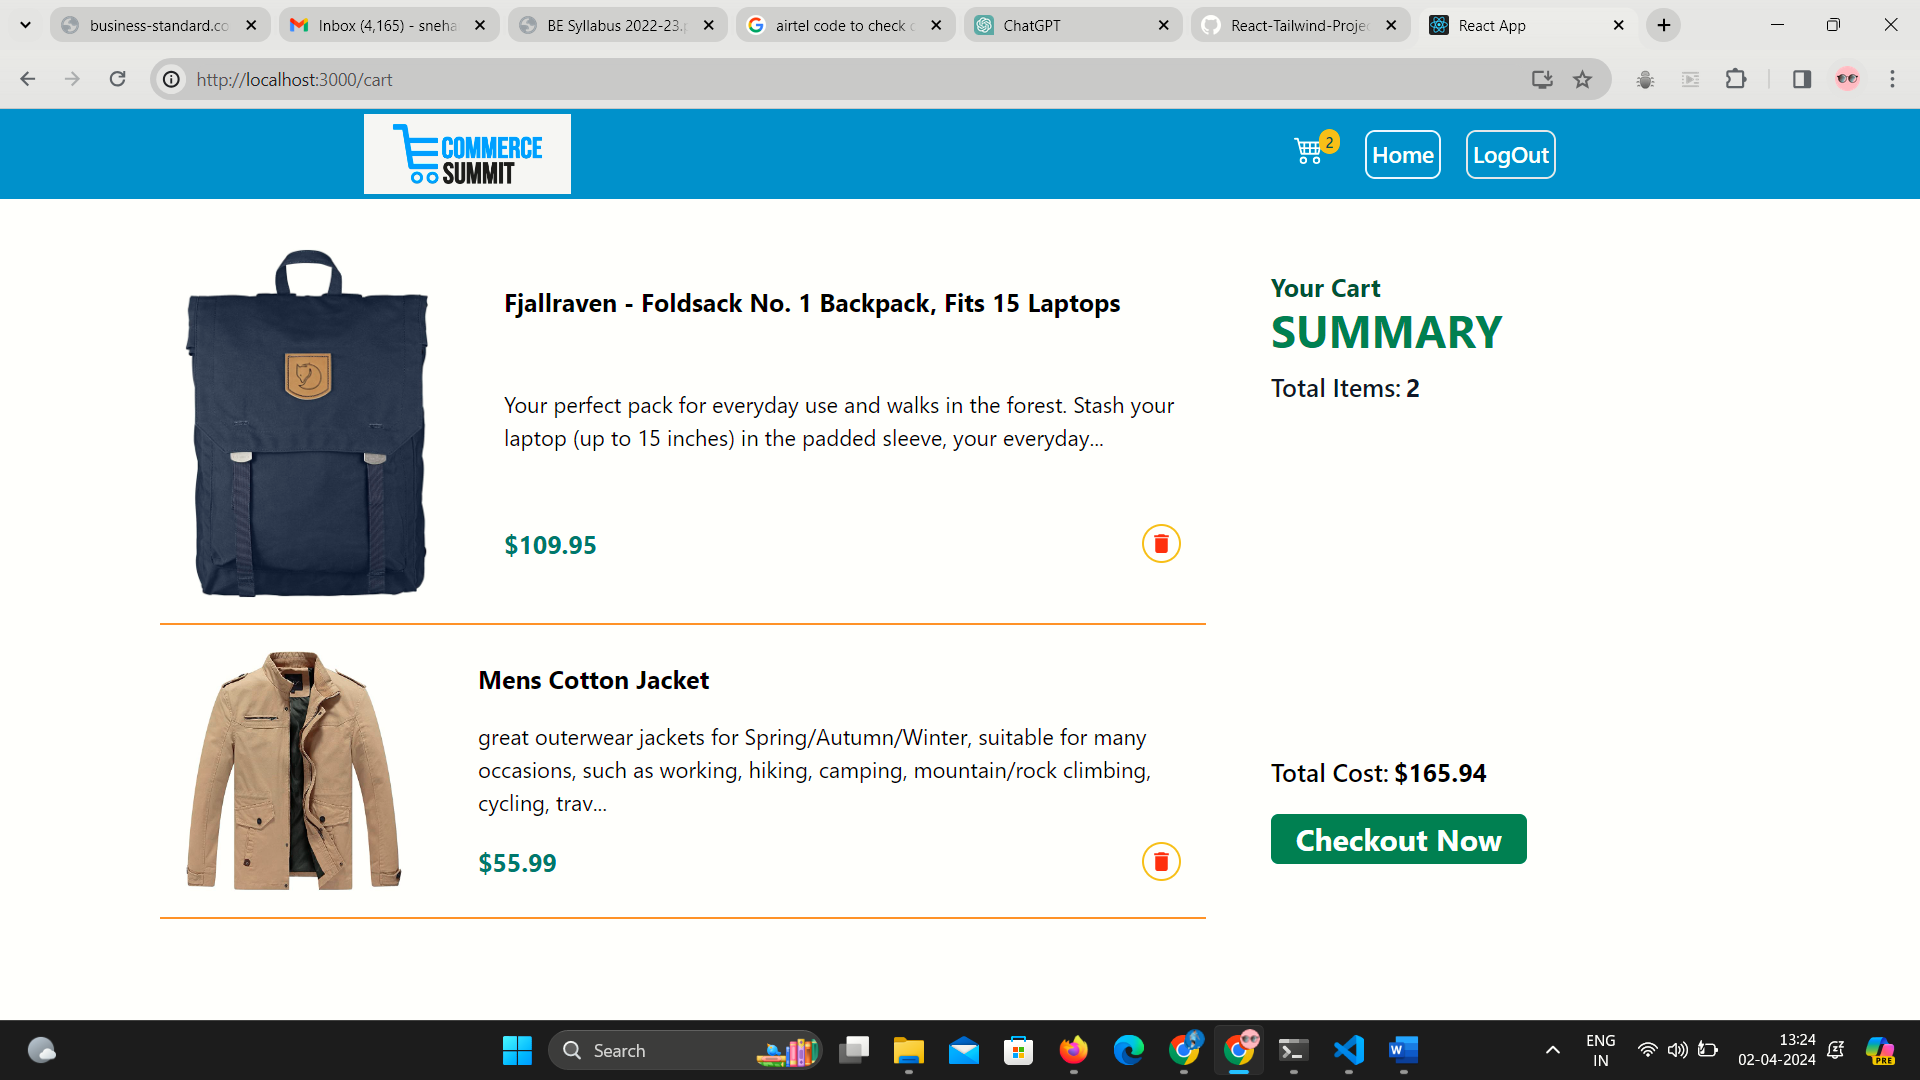 business-standard.co
Inbox (4,165) - sneha
BE Syllabus 2022-23.p
airtel code to check
ChatGPT
React-Tailwind-Projec
React App
http://localhost:3000/cart
COMMERCE
SUMMIT
2
Home
LogOut
Fjallraven - Foldsack No. 1 Backpack, Fits 15 Laptops
Your perfect pack for everyday use and walks in the forest. Stash your
laptop (up to 15 inches) in the padded sleeve, your everyday...
$109.95
Your Cart
SUMMARY
Total Items: 2
Mens Cotton Jacket
great outerwear jackets for Spring/Autumn/Winter, suitable for many
occasions, such as working, hiking, camping, mountain/rock climbing,
cycling, trav...
$55.99
Total Cost: $165.94
Checkout Now
Search
ENG
IN
13:24
02-04-2024
PRE